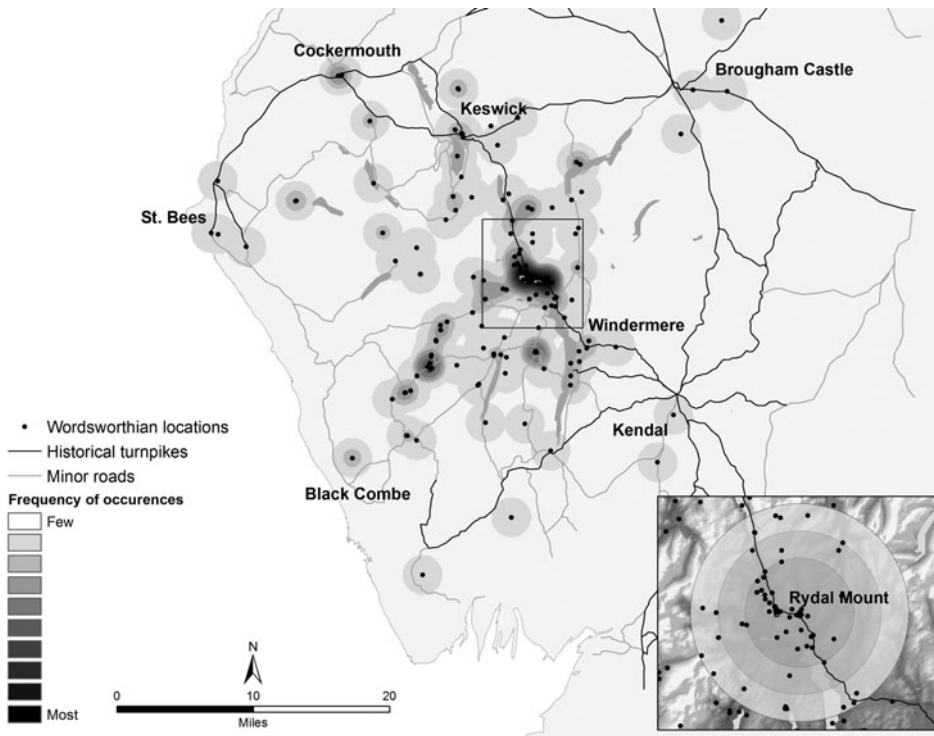 Cockermouth
Brougham Castle
Keswick
St. Bees
Windermere
Wordsworthian locations
Historical turnpikes
Minor roads
Kendal
Black Combe
Frequency of occurences
Few
Most
Rydal Mount
N
0 10 20
Miles